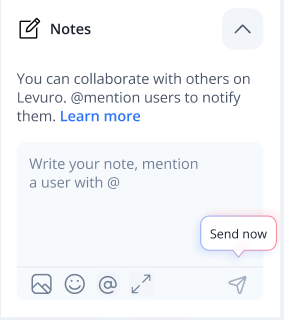 Notes
You can collaborate with others on
Levuro. @mention users to notify
them. Learn more
Write your note, mention
a user with @
Send now